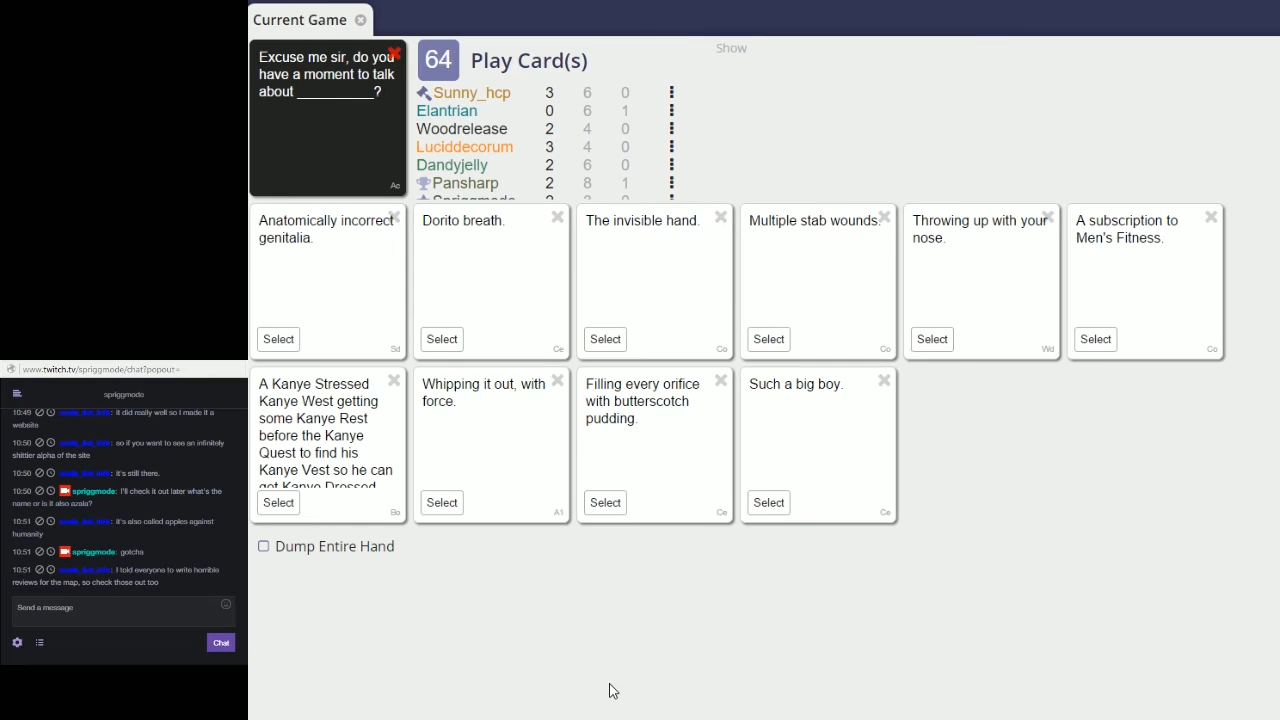 Current Game
Excuse me sir, do you
have a moment to talk
about __________?
Ac
64
Play Card(s)
Show
Sunny_hcp 3 6 0
Elantrian 0 6 1
Woodrelease 2 4 0
Luciddecorum 3 4 0
Dandyjelly 2 6 0
Pansharp 2 8 1
Anatomically incorrect
genitalia.
Select
Sd
Dorito breath.
Select
Ce
The invisible hand.
Select
Co
Multiple stab wounds.
Select
Co
Throwing up with your
nose.
Select
Wd
A subscription to
Men's Fitness.
Select
Co
A Kanye Stressed
Kanye West getting
some Kanye Rest
before the Kanye
Quest to find his
Kanye Vest so he can
get Kanye Dressed
Select
Bo
Whipping it out, with
force.
Select
A1
Filling every orifice
with butterscotch
pudding.
Select
Ce
Such a big boy.
Select
Ce
Dump Entire Hand
www.twitch.tv/spriggmode/chat?popout=
spriggmode
10:49 it did really well so I made it a
website
10:50 so if you want to see an infinitely
shittier alpha of the site
10:50 it's still there.
10:50 spriggmode: I'll check it out later what's the
name or is it also azala?
10:51 it's also called apples against
humanity
10:51 spriggmode: gotcha
10:51 I told everyone to write horrible
reviews for the map, so check those out too
Send a message
Chat